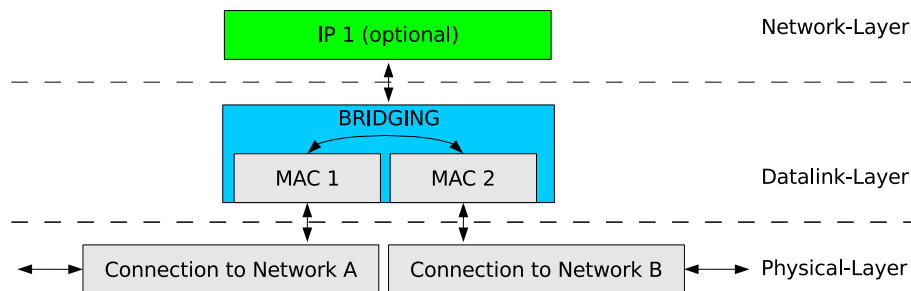 IP 1 (optional)
Network-Layer
BRIDGING
MAC 1
MAC 2
Datalink-Layer
Connection to Network A
Connection to Network B
Physical-Layer